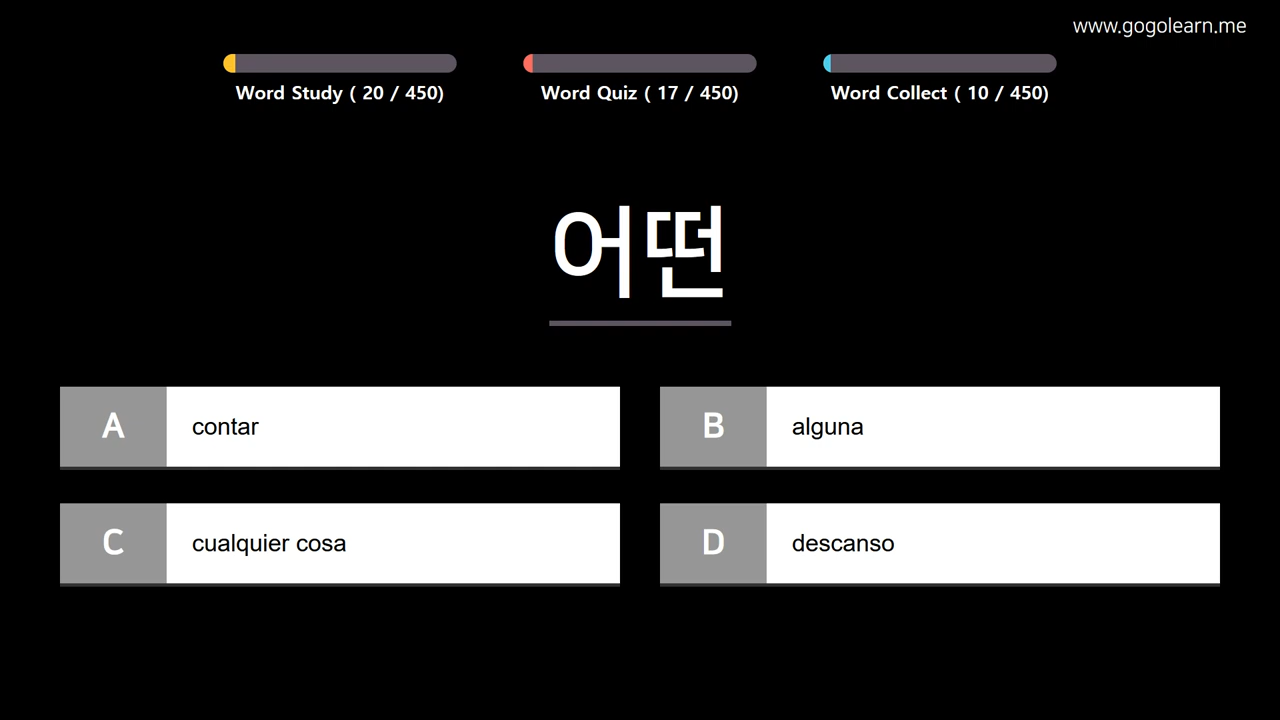 www.gogolearn.me
Word Study ( 20 / 450)
Word Quiz ( 17 / 450)
Word Collect ( 10 / 450)
어떤
A contar
B alguna
C cualquier cosa
D descanso